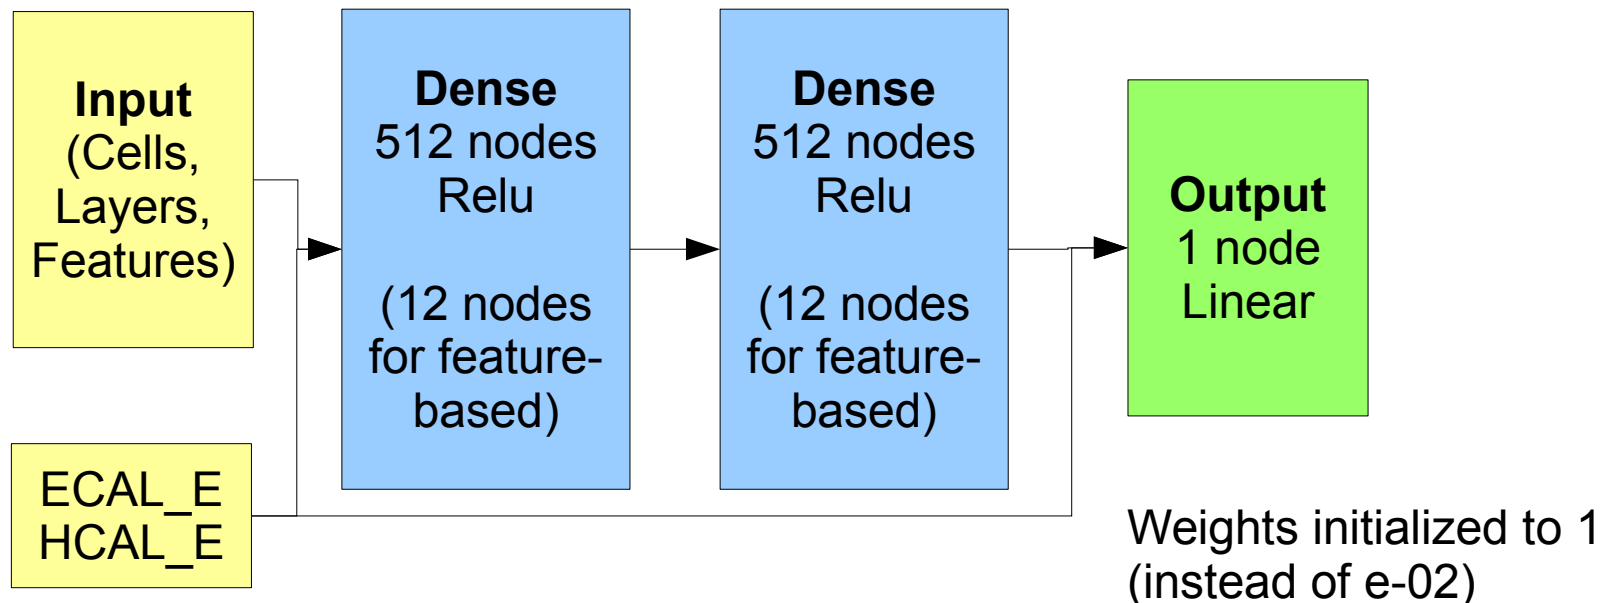 Input
(Cells,
Layers,
Features)
ECAL_E
HCAL_E
Dense
512 nodes
Relu
(12 nodes
for feature-
based)
Dense
512 nodes
Relu
(12 nodes
for feature-
based)
Output
1 node
Linear
Weights initialized to 1
(instead of e-02)